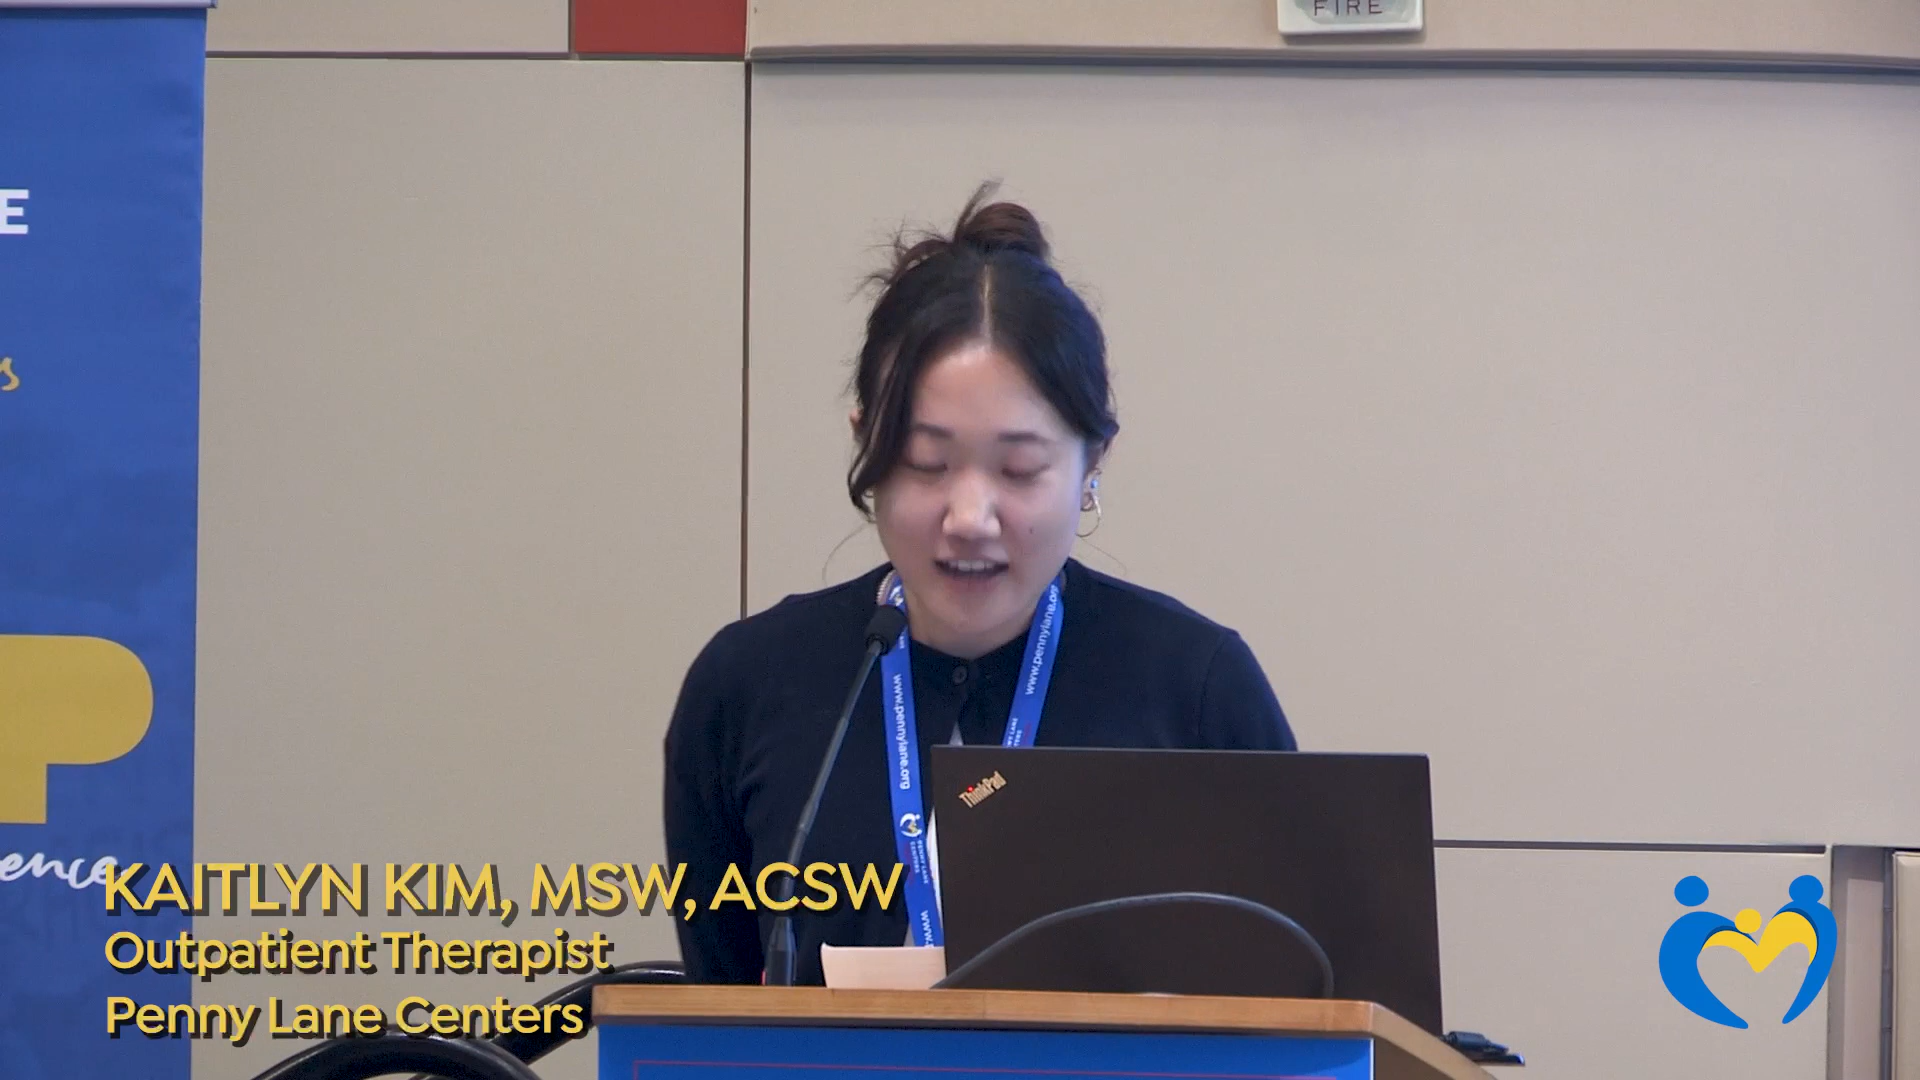 FIRE
E
s
ence
www.pennylane.org
www.pennylane.org
ThinkPad
KAITLYN KIM, MSW, ACSW
Outpatient Therapist
Penny Lane Centers